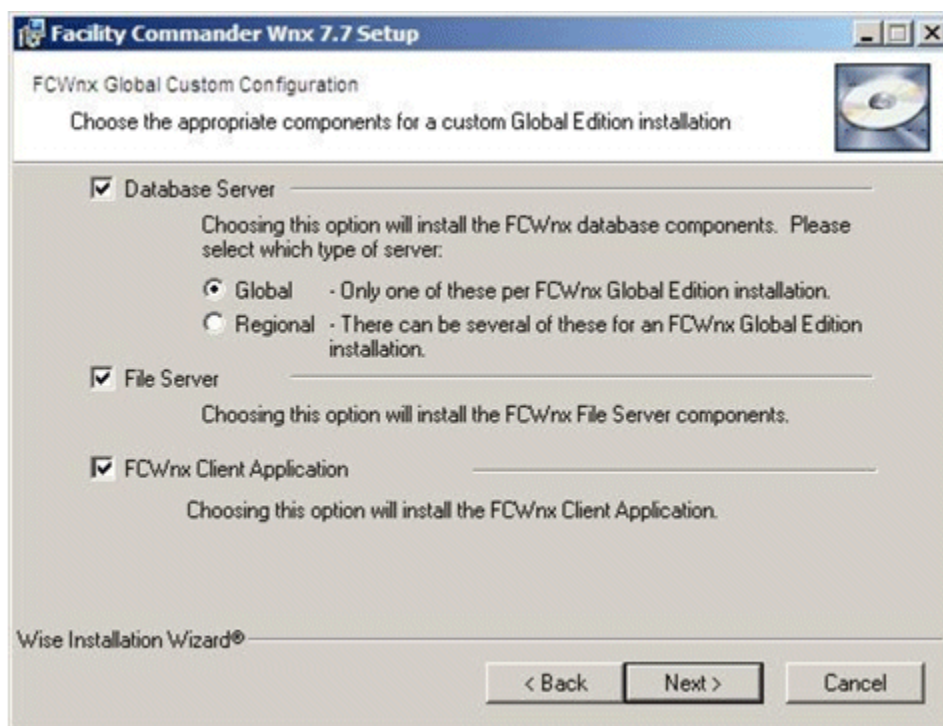 Facility Commander Wnx 7.7 Setup
FCWnx Global Custom Configuration
Choose the appropriate components for a custom Global Edition installation
Database Server
Choosing this option will install the FCWnx database components. Please
select which type of server:
Global - Only one of these per FCWnx Global Edition installation.
Regional - There can be several of these for an FCWnx Global Edition
installation.
File Server
Choosing this option will install the FCWnx File Server components.
FCWnx Client Application
Choosing this option will install the FCWnx Client Application.
Wise Installation Wizard®
< Back
Next >
Cancel